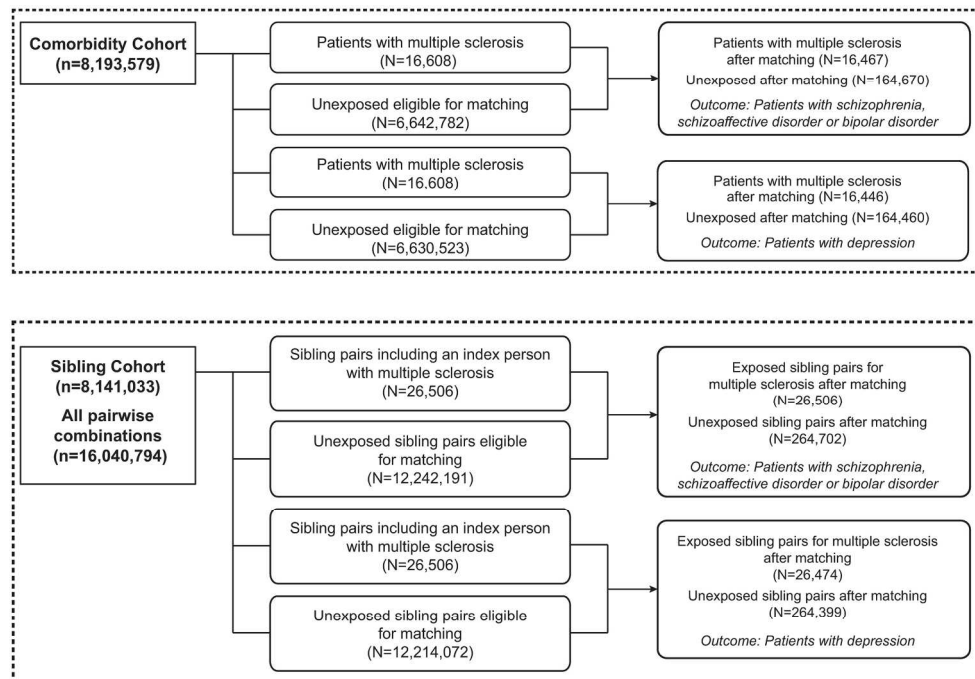 Comorbidity Cohort
(n=8,193,579)
Patients with multiple sclerosis
(N=16,608)
Unexposed eligible for matching
(N=6,642,782)
Patients with multiple sclerosis
(N=16.608)
Unexposed eligible for matching
(N=6,630,523)
Patients with multiple sclerosis
after matching (N=16,467)
Unexposed after matching (N=164,670)
Outcome: Patients with schizophrenia,
schizoaffective disorder or bipolar disorder
Patients with multiple sclerosis
after matching (N=16,446)
Unexposed after matching (N=164,460)
Outcome: Patients with depression
Sibling Cohort
(n=8,141,033)
All pairwise
combinations
(n=16,040,794)
Sibling pairs including an index person
with multiple sclerosis
(N=26,506)
Unexposed sibling pairs eligible
for matching
(N=12,242,191)
Sibling pairs including an index person
with multiple sclerosis
(N=26,506)
Unexposed sibling pairs eligible
for matching
(N=12,214,072)
Exposed sibling pairs for
multiple sclerosis after matching
(N=26,506)
Unexposed sibling pairs after matching
(N=264,702)
Outcome: Patients with schizophrenia,
schizoaffective disorder or bipolar disorder
Exposed sibling pairs for multiple sclerosis
after matching
(N=26,474)
Unexposed sibling pairs after matching
(N=264,399)
Outcome: Patients with depression